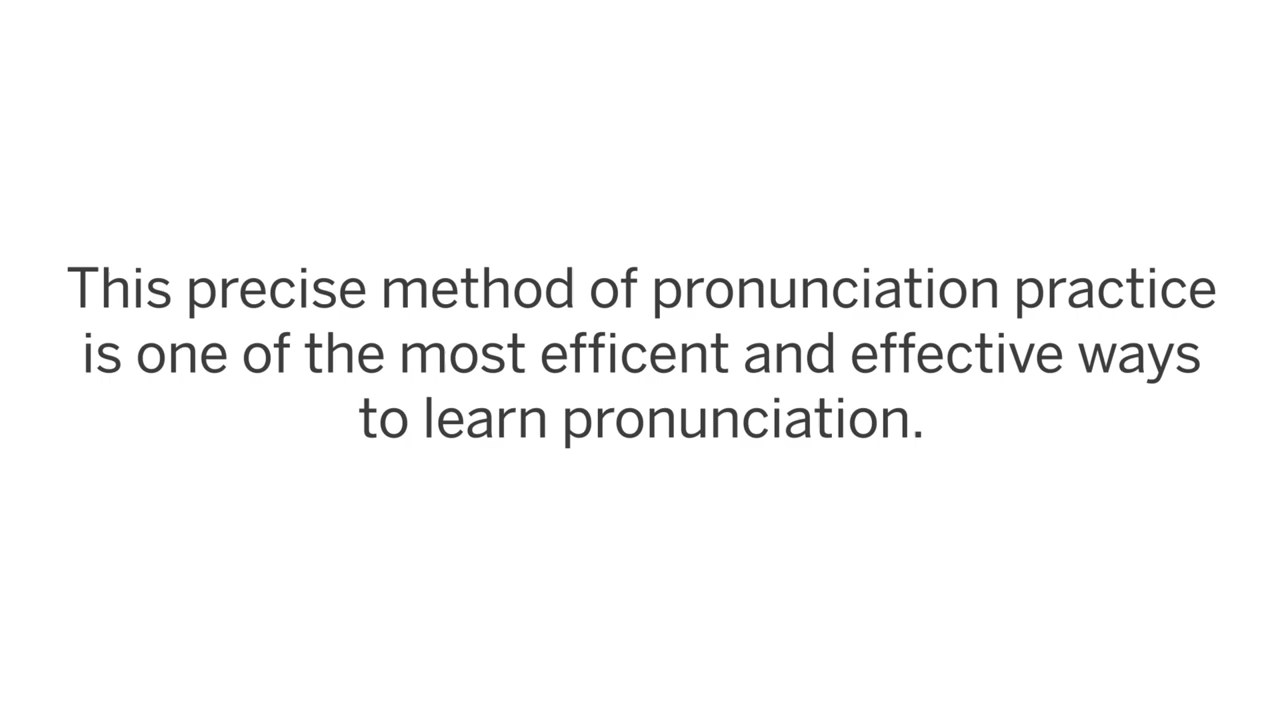 This precise method of pronunciation practice
is one of the most efficent and effective ways
to learn pronunciation.